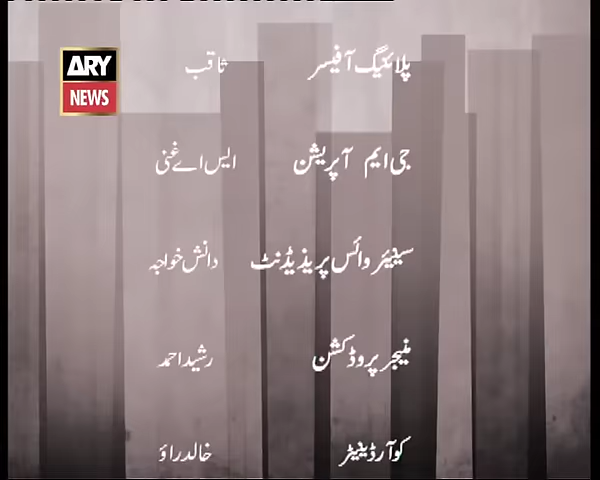 ARY
NEWS
پلاننگ آفیسر ثاقب
جی ایم آپریشن ایس اے غنی
سینیئر وائس پریذیڈنٹ دانش خواجہ
منیجر پروڈکشن رشید احمد
کوآرڈینیٹر خالد راؤ